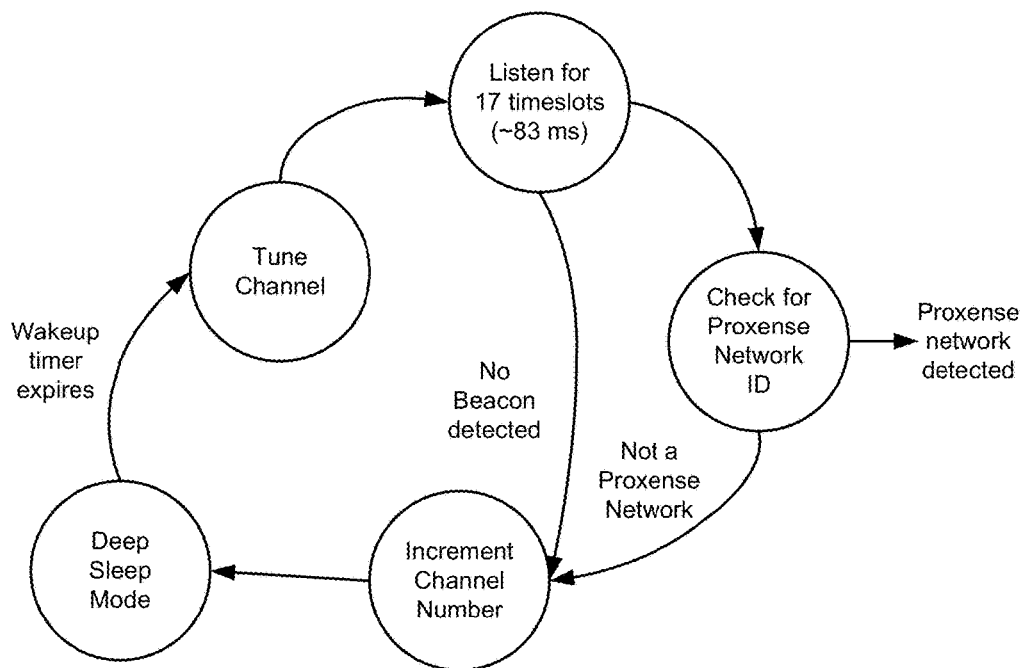 Listen for
17 timeslots
(~83 ms)
Tune
Channel
Check for
Proxense
Network
ID
Proxense
network
detected
Wakeup
timer
expires
No
Beacon
detected
Not a
Proxense
Network
Deep
Sleep
Mode
Increment
Channel
Number